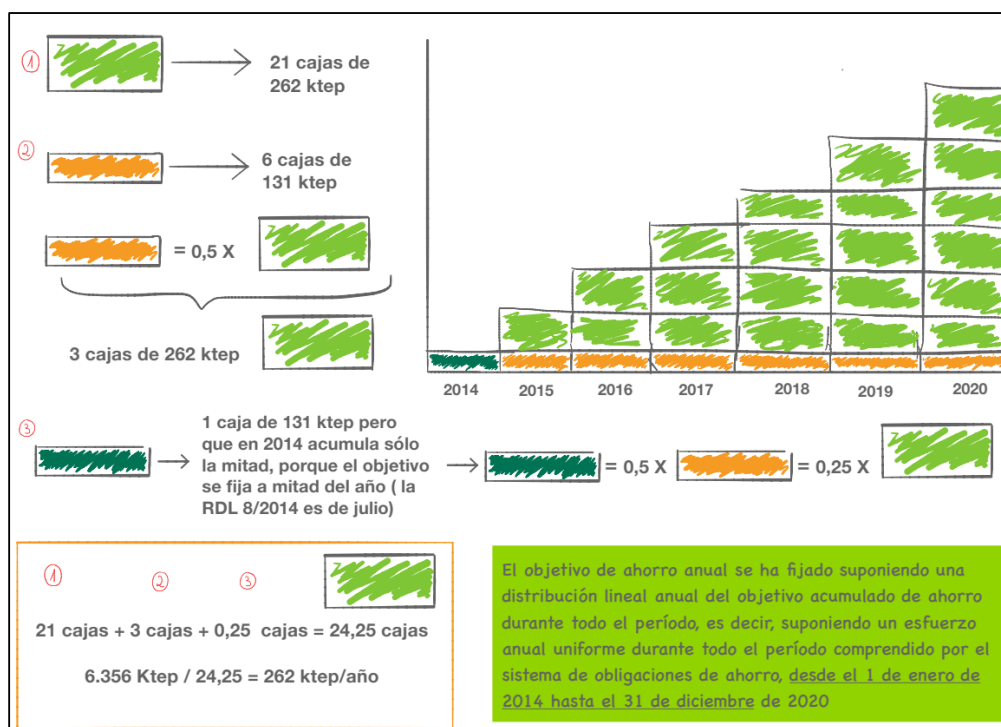 1
21 cajas de
262 ktep
2
6 cajas de
131 ktep
= 0,5 X
3 cajas de 262 ktep
2014 2015 2016 2017 2018 2019 2020
3
1 caja de 131 ktep pero
que en 2014 acumula sólo
la mitad, porque el objetivo
se fija a mitad del año ( la
RDL 8/2014 es de julio)
= 0,5 X = 0,25 X
1 2 3
21 cajas + 3 cajas + 0,25 cajas = 24,25 cajas
6.356 Ktep / 24,25 = 262 ktep/año
El objetivo de ahorro anual se ha fijado suponiendo una
distribución lineal anual del objetivo acumulado de ahorro
durante todo el período, es decir, suponiendo un esfuerzo
anual uniforme durante todo el período comprendido por el
sistema de obligaciones de ahorro, desde el 1 de enero de
2014 hasta el 31 de diciembre de 2020